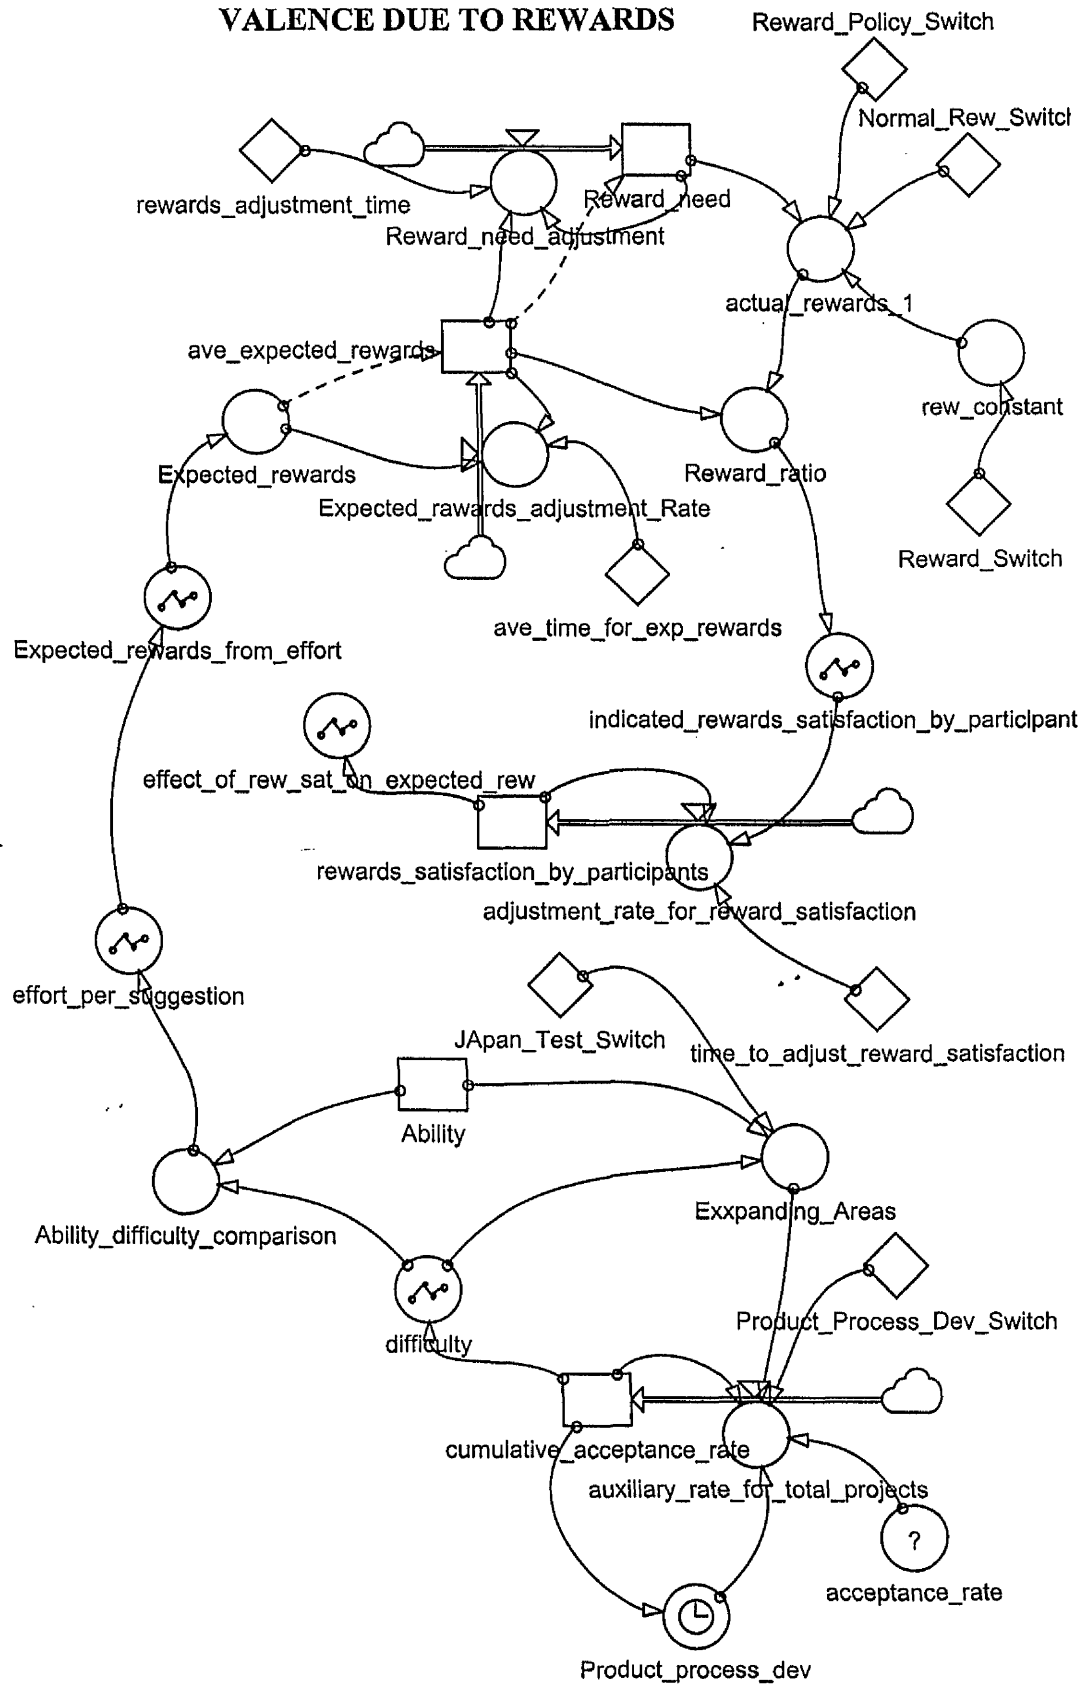 VALENCE DUE TO REWARDS
Reward_Policy_Switch
Normal_Rew_Switch
rewards_adjustment_time
Reward_need
Reward_need_adjustment
actual_rewards_1
ave_expected_rewards
rew_constant
Expected_rewards
Reward_ratio
Expected_rawards_adjustment_Rate
Reward_Switch
ave_time_for_exp_rewards
Expected_rewards_from_effort
indicated_rewards_satisfaction_by_participant
effect_of_rew_sat_on_expected_rew
rewards_satisfaction_by_participants
adjustment_rate_for_reward_satisfaction
effort_per_suggestion
JApan_Test_Switch
time_to_adjust_reward_satisfaction
Ability
Exxpanding_Areas
Ability_difficulty_comparison
Product_Process_Dev_Switch
difficulty
cumulative_acceptance_rate
auxiliary_rate_for_total_projects
?
acceptance_rate
Product_process_dev